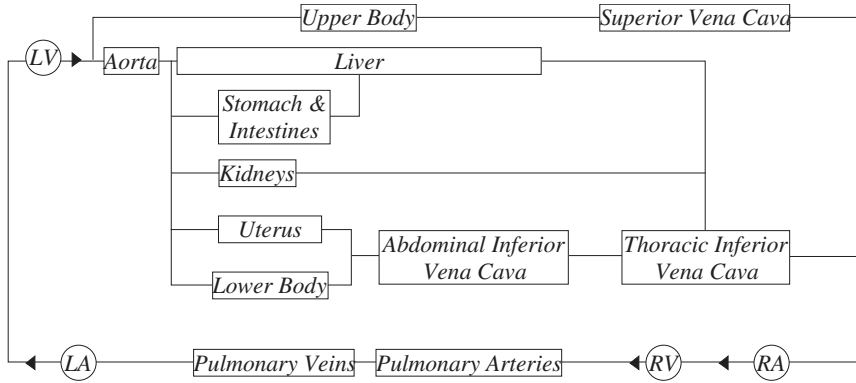 Upper Body
Superior Vena Cava
LV
Aorta
Liver
Stomach &
Intestines
Kidneys
Uterus
Abdominal Inferior
Vena Cava
Thoracic Inferior
Vena Cava
Lower Body
LA
Pulmonary Veins
Pulmonary Arteries
RV
RA